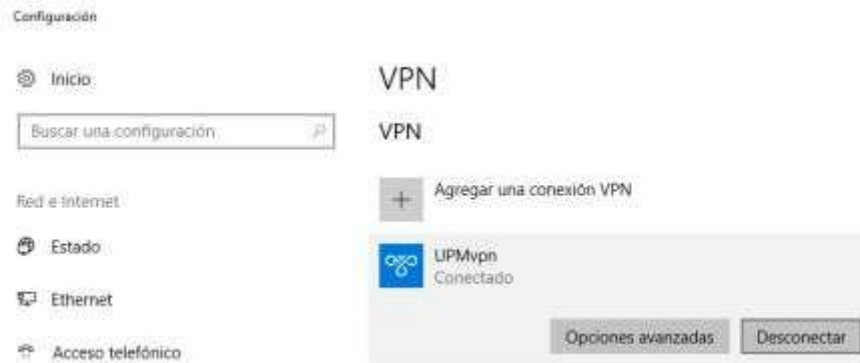 Configuración
Inicio
Buscar una configuración
Red e Internet
Estado
Ethernet
Acceso telefónico
VPN
VPN
Agregar una conexión VPN
UPMvpn
Conectado
Opciones avanzadas
Desconectar